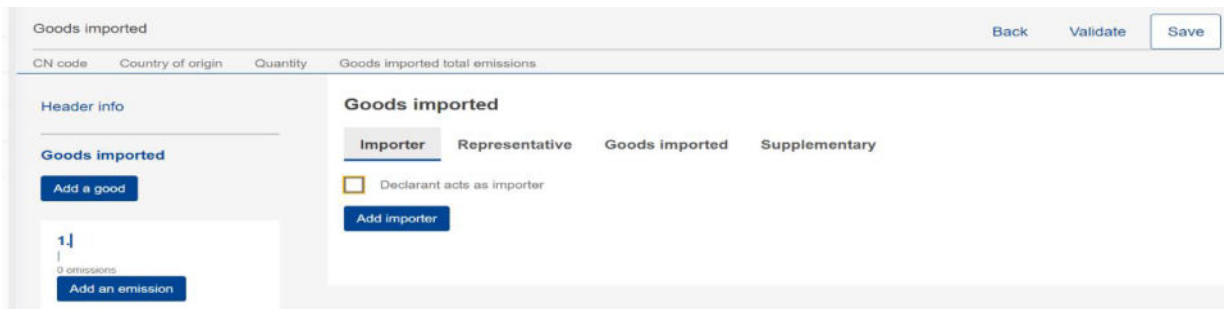 Goods imported
Back Validate Save
CN code Country of origin Quantity Goods imported total emissions
Header info
Goods imported
Add a good
1.|
|
0 omissions
Add an emission
Goods imported
Importer Representative Goods imported Supplementary
Declarant acts as importer
Add importer